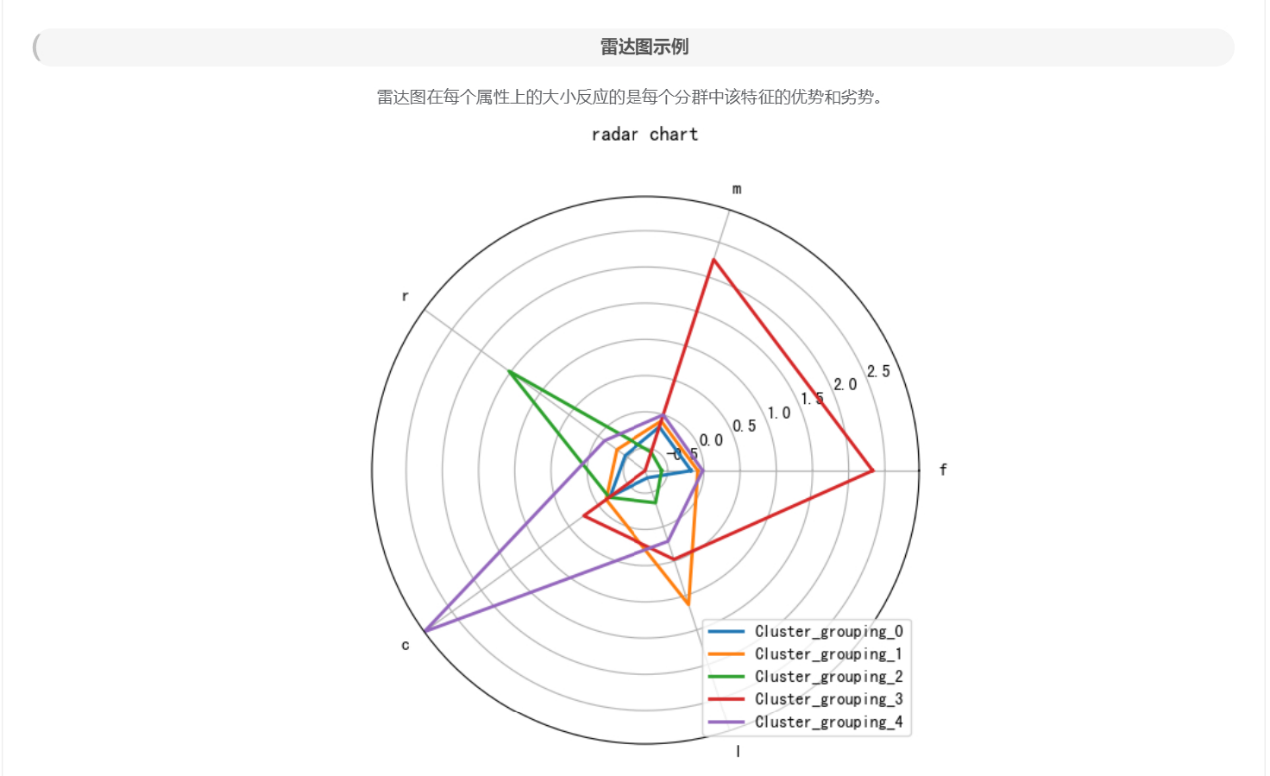 雷达图示例
雷达图在每个属性上的大小反应的是每个分群中该特征的优势和劣势。
radar chart
m
r
2.5
2.0
1.5
1.0
0.5
0.0
-0.5
f
c
Cluster_grouping_0
Cluster_grouping_1
Cluster_grouping_2
Cluster_grouping_3
Cluster_grouping_4
l